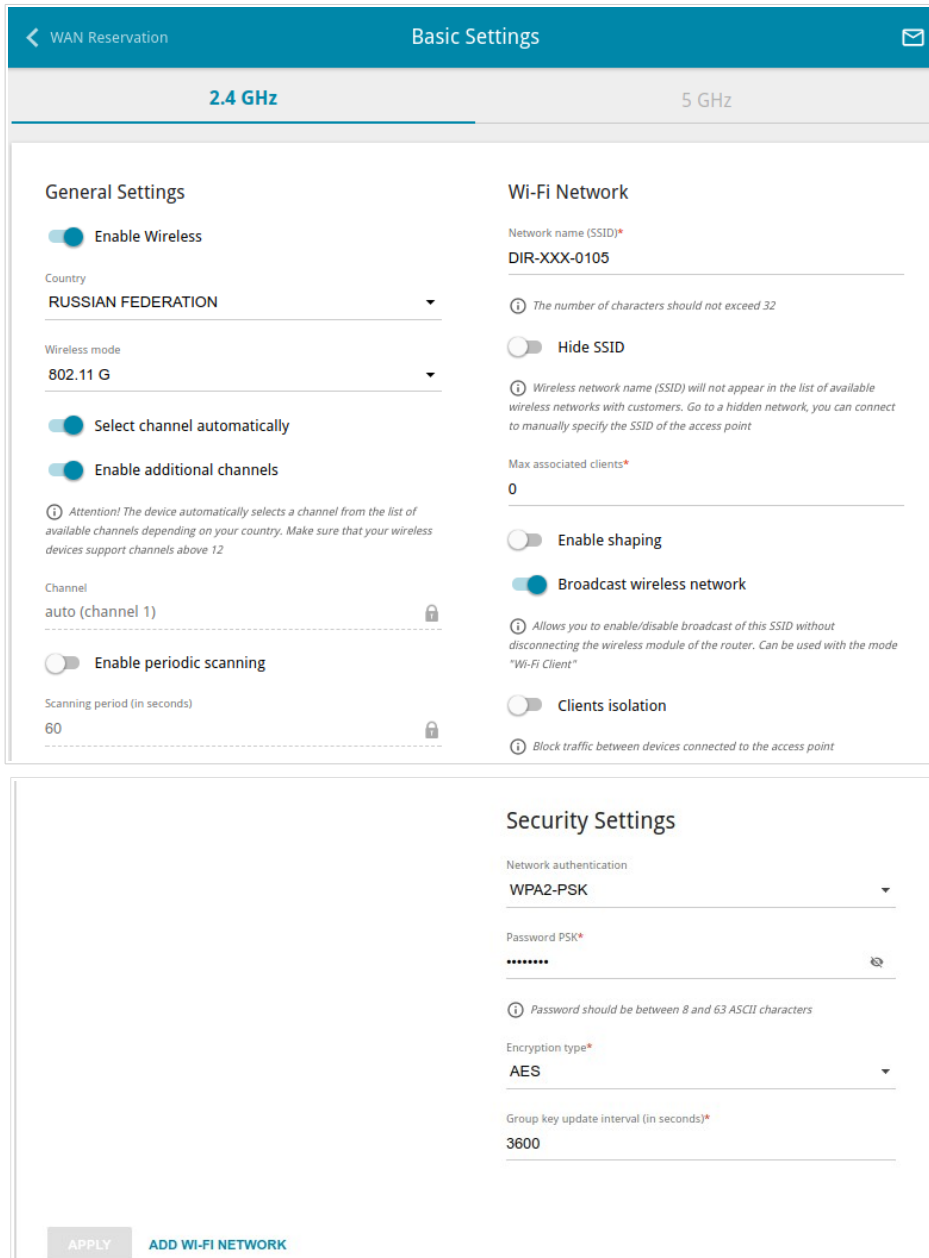 WAN Reservation
Basic Settings
2.4 GHz
5 GHz
General Settings
Enable Wireless
Country
RUSSIAN FEDERATION
Wireless mode
802.11 G
Select channel automatically
Enable additional channels
Attention! The device automatically selects a channel from the list of
available channels depending on your country. Make sure that your wireless
devices support channels above 12
Channel
auto (channel 1)
Enable periodic scanning
Scanning period (in seconds)
60
Wi-Fi Network
Network name (SSID)*
DIR-XXX-0105
The number of characters should not exceed 32
Hide SSID
Wireless network name (SSID) will not appear in the list of available
wireless networks with customers. Go to a hidden network, you can connect
to manually specify the SSID of the access point
Max associated clients*
0
Enable shaping
Broadcast wireless network
Allows you to enable/disable broadcast of this SSID without
disconnecting the wireless module of the router. Can be used with the mode
"Wi-Fi Client"
Clients isolation
Block traffic between devices connected to the access point
Security Settings
Network authentication
WPA2-PSK
Password PSK*
••••••••
Password should be between 8 and 63 ASCII characters
Encryption type*
AES
Group key update interval (in seconds)*
3600
APPLY
ADD WI-FI NETWORK